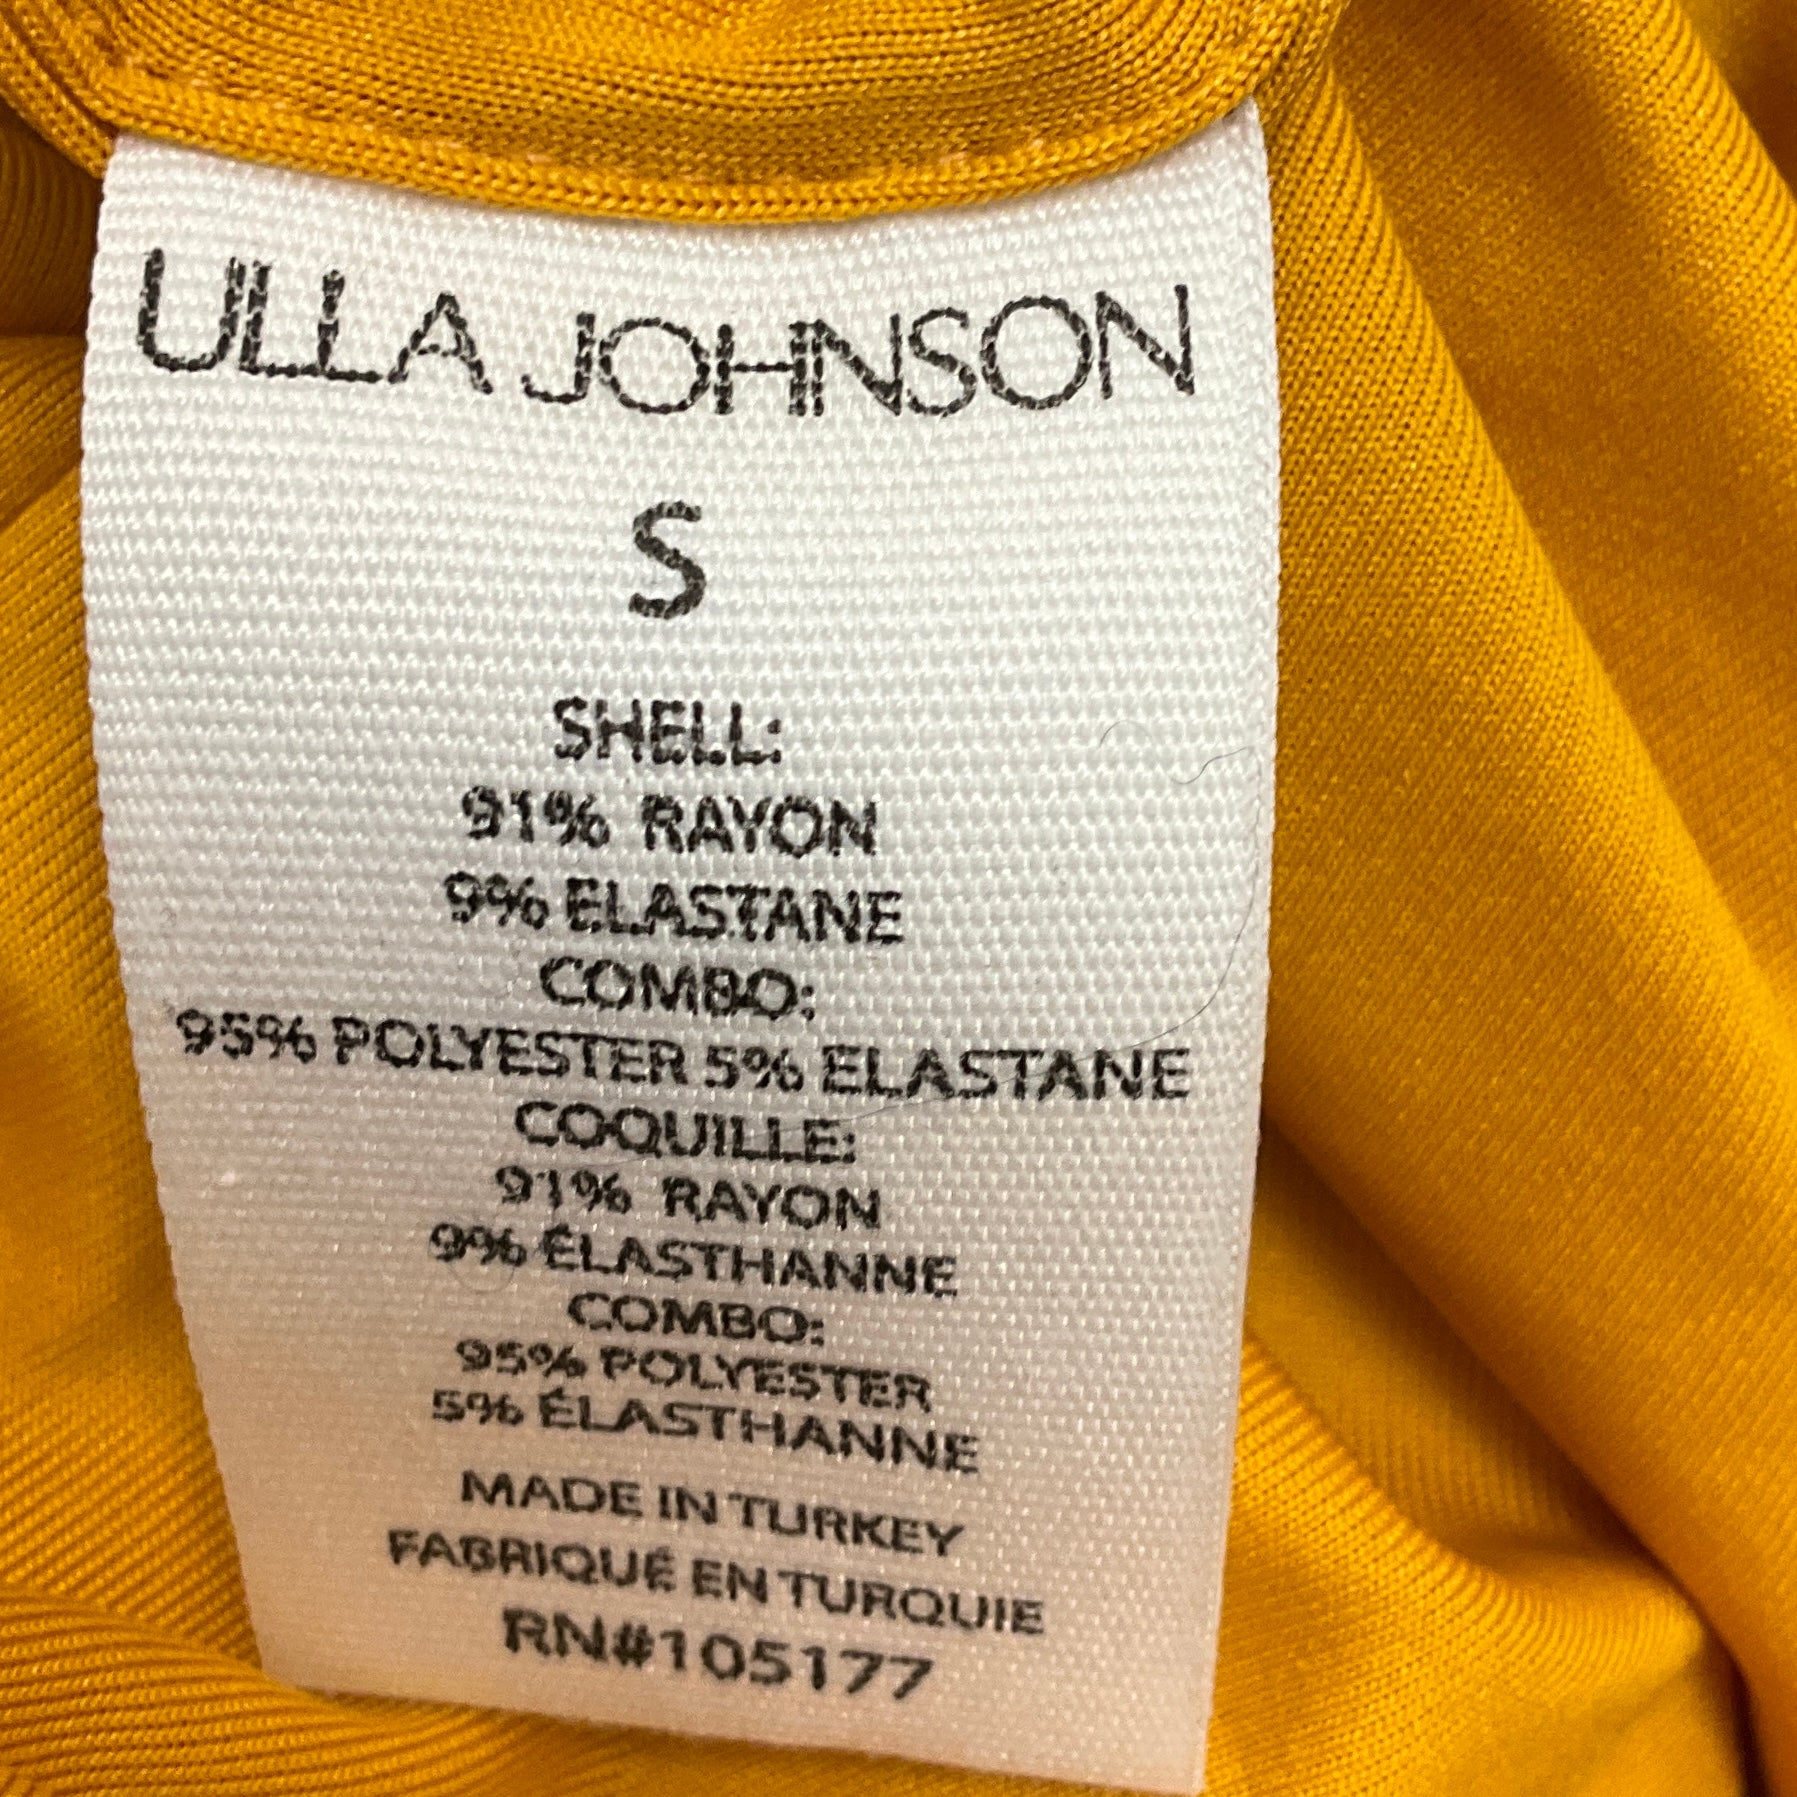 ULLA JOHNSON
S
SHELL:
91% RAYON
9% ELASTANE
COMBO:
95% POLYESTER 5% ELASTANE
COQUILLE:
91% RAYON
9% ÉLASTHANNE
COMBO:
95% POLYESTER
5% ÉLASTHANNE
MADE IN TURKEY
FABRIQUÉ EN TURQUIE
RN#105177